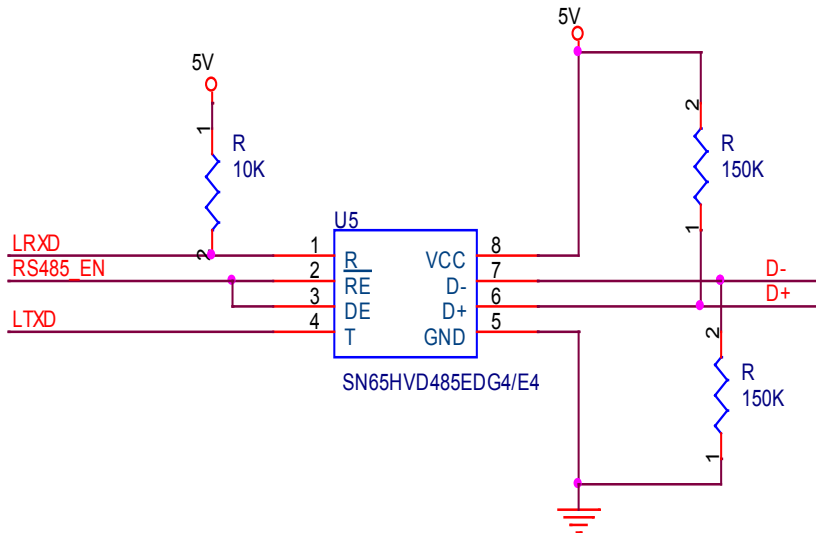 5V
5V
1
R
10K
2
2
R
150K
1
U5
LRXD
1
R
VCC
8
RS485_EN
2
RE
D-
7
D-
3
DE
D+
6
D+
LTXD
4
T
GND
5
SN65HVD485EDG4/E4
2
R
150K
1